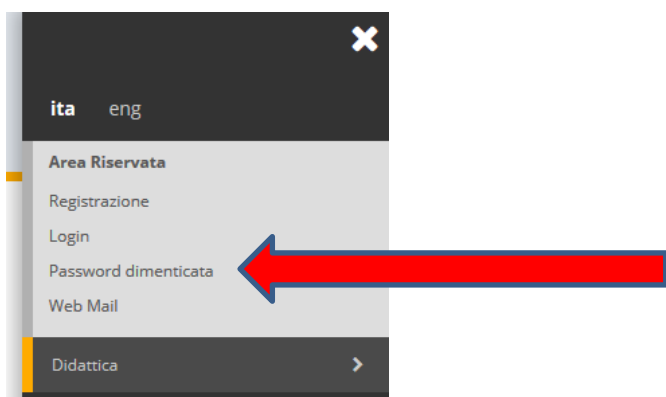 ita eng
Area Riservata
Registrazione
Login
Password dimenticata
Web Mail
Didattica